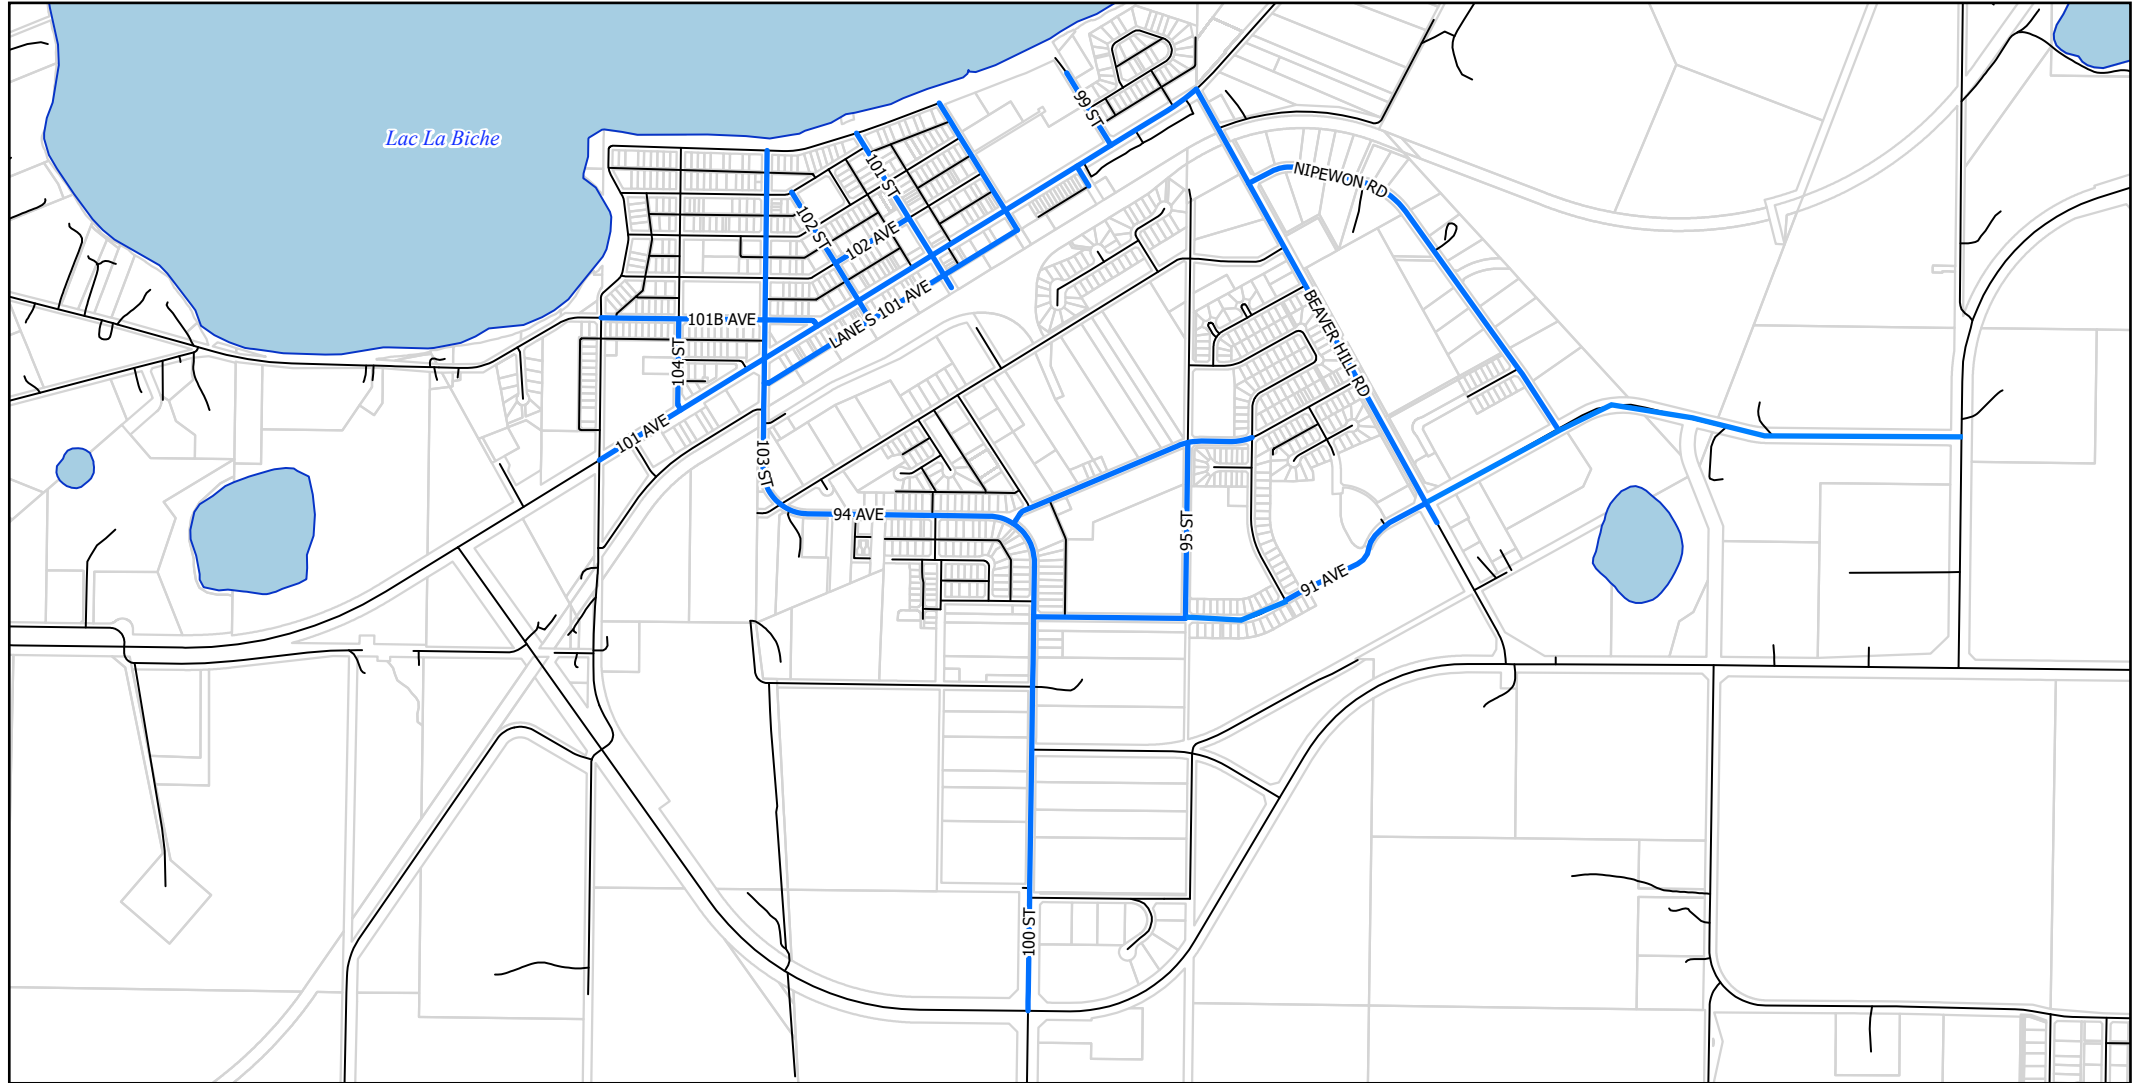 99 ST
Lac La Biche
101 ST
NIPEWON RD
102 ST
102 AVE
LANE S 101 AVE
101B AVE
BEAVER HILL RD
104 ST
101 AVE
103 ST
94 AVE
95 ST
91 AVE
100 ST